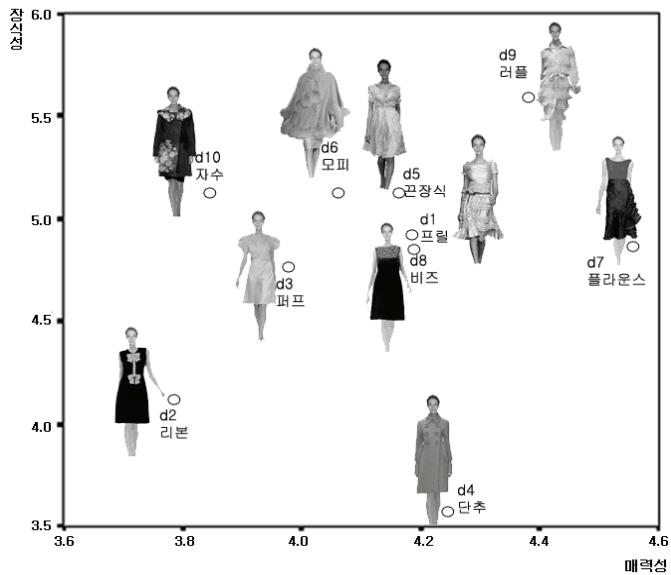 장식성
6.0
d9
러플
5.5
d6
모피
d10
자수
d5
끈장식
5.0
d1
프릴
d8
비즈
d7
플라운스
d3
퍼프
4.5
4.0
d2
리본
d4
단추
3.5
3.6
3.8
4.0
4.2
4.4
4.6
매력성